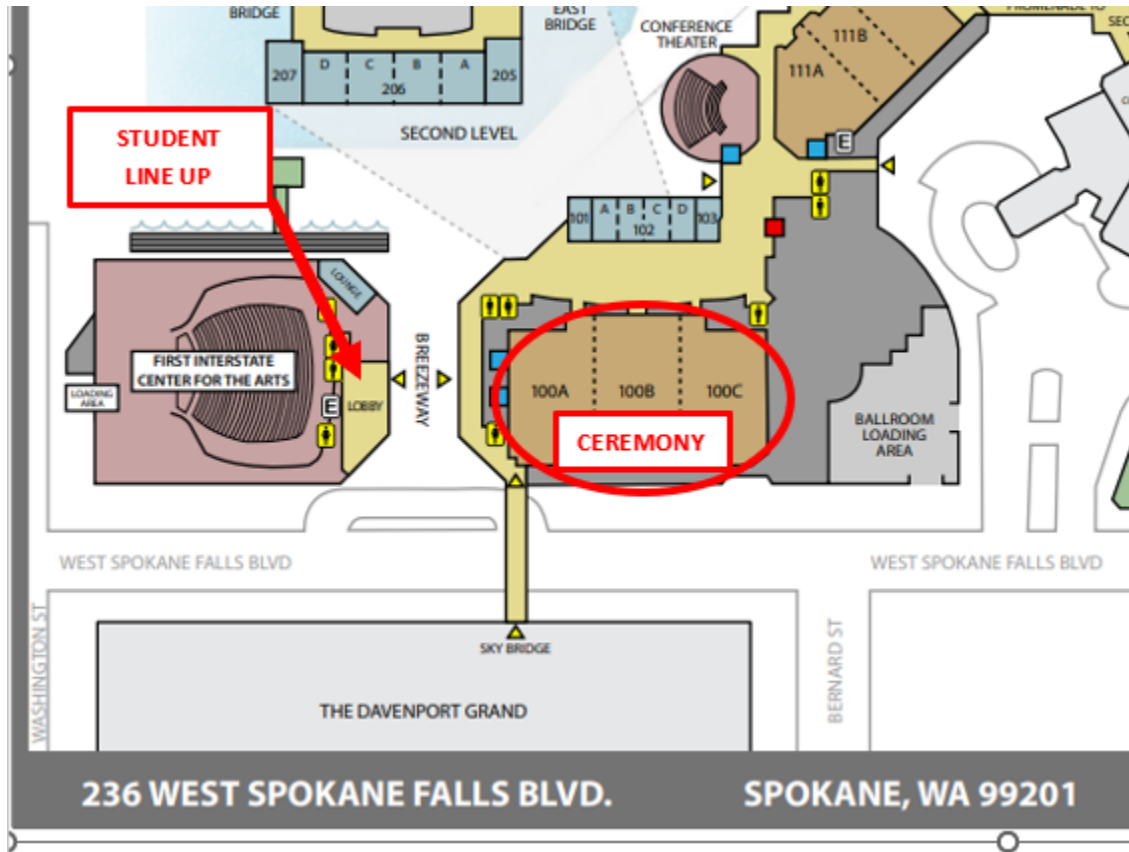 BRIDGE
EAST
BRIDGE
CONFERENCE
THEATER
PROMENADE TO
SEC
111B
111A
207
D
C
B
A
205
206
SECOND LEVEL
STUDENT
LINE UP
E
101
A
B
C
D
103
102
LOUNGE
BREEZEWAY
FIRST INTERSTATE
CENTER FOR THE ARTS
LOADING
AREA
E
LOBBY
100A
100B
100C
CEREMONY
BALLROOM
LOADING
AREA
WEST SPOKANE FALLS BLVD
WEST SPOKANE FALLS BLVD
WASHINGTON ST
SKY BRIDGE
BERNARD ST
THE DAVENPORT GRAND
236 WEST SPOKANE FALLS BLVD.
SPOKANE, WA 99201